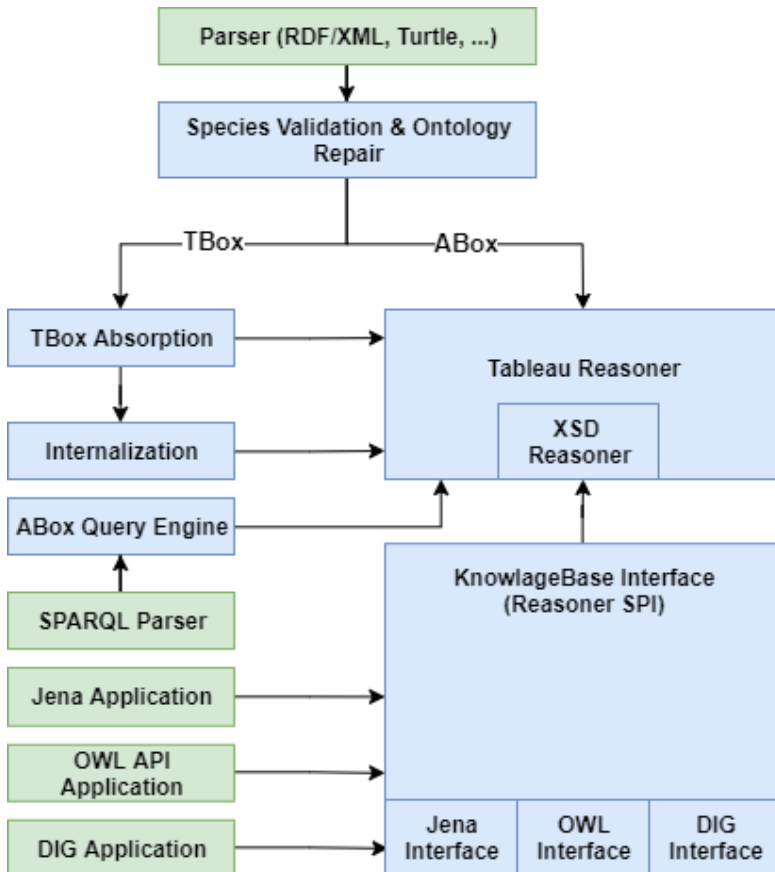 Parser (RDF/XML, Turtle, ...)
Species Validation & Ontology
Repair
TBox
ABox
TBox Absorption
Tableau Reasoner
Internalization
XSD
Reasoner
ABox Query Engine
KnowlageBase Interface
(Reasoner SPI)
SPARQL Parser
Jena Application
OWL API
Application
DIG Application
Jena
Interface
OWL
Interface
DIG
Interface